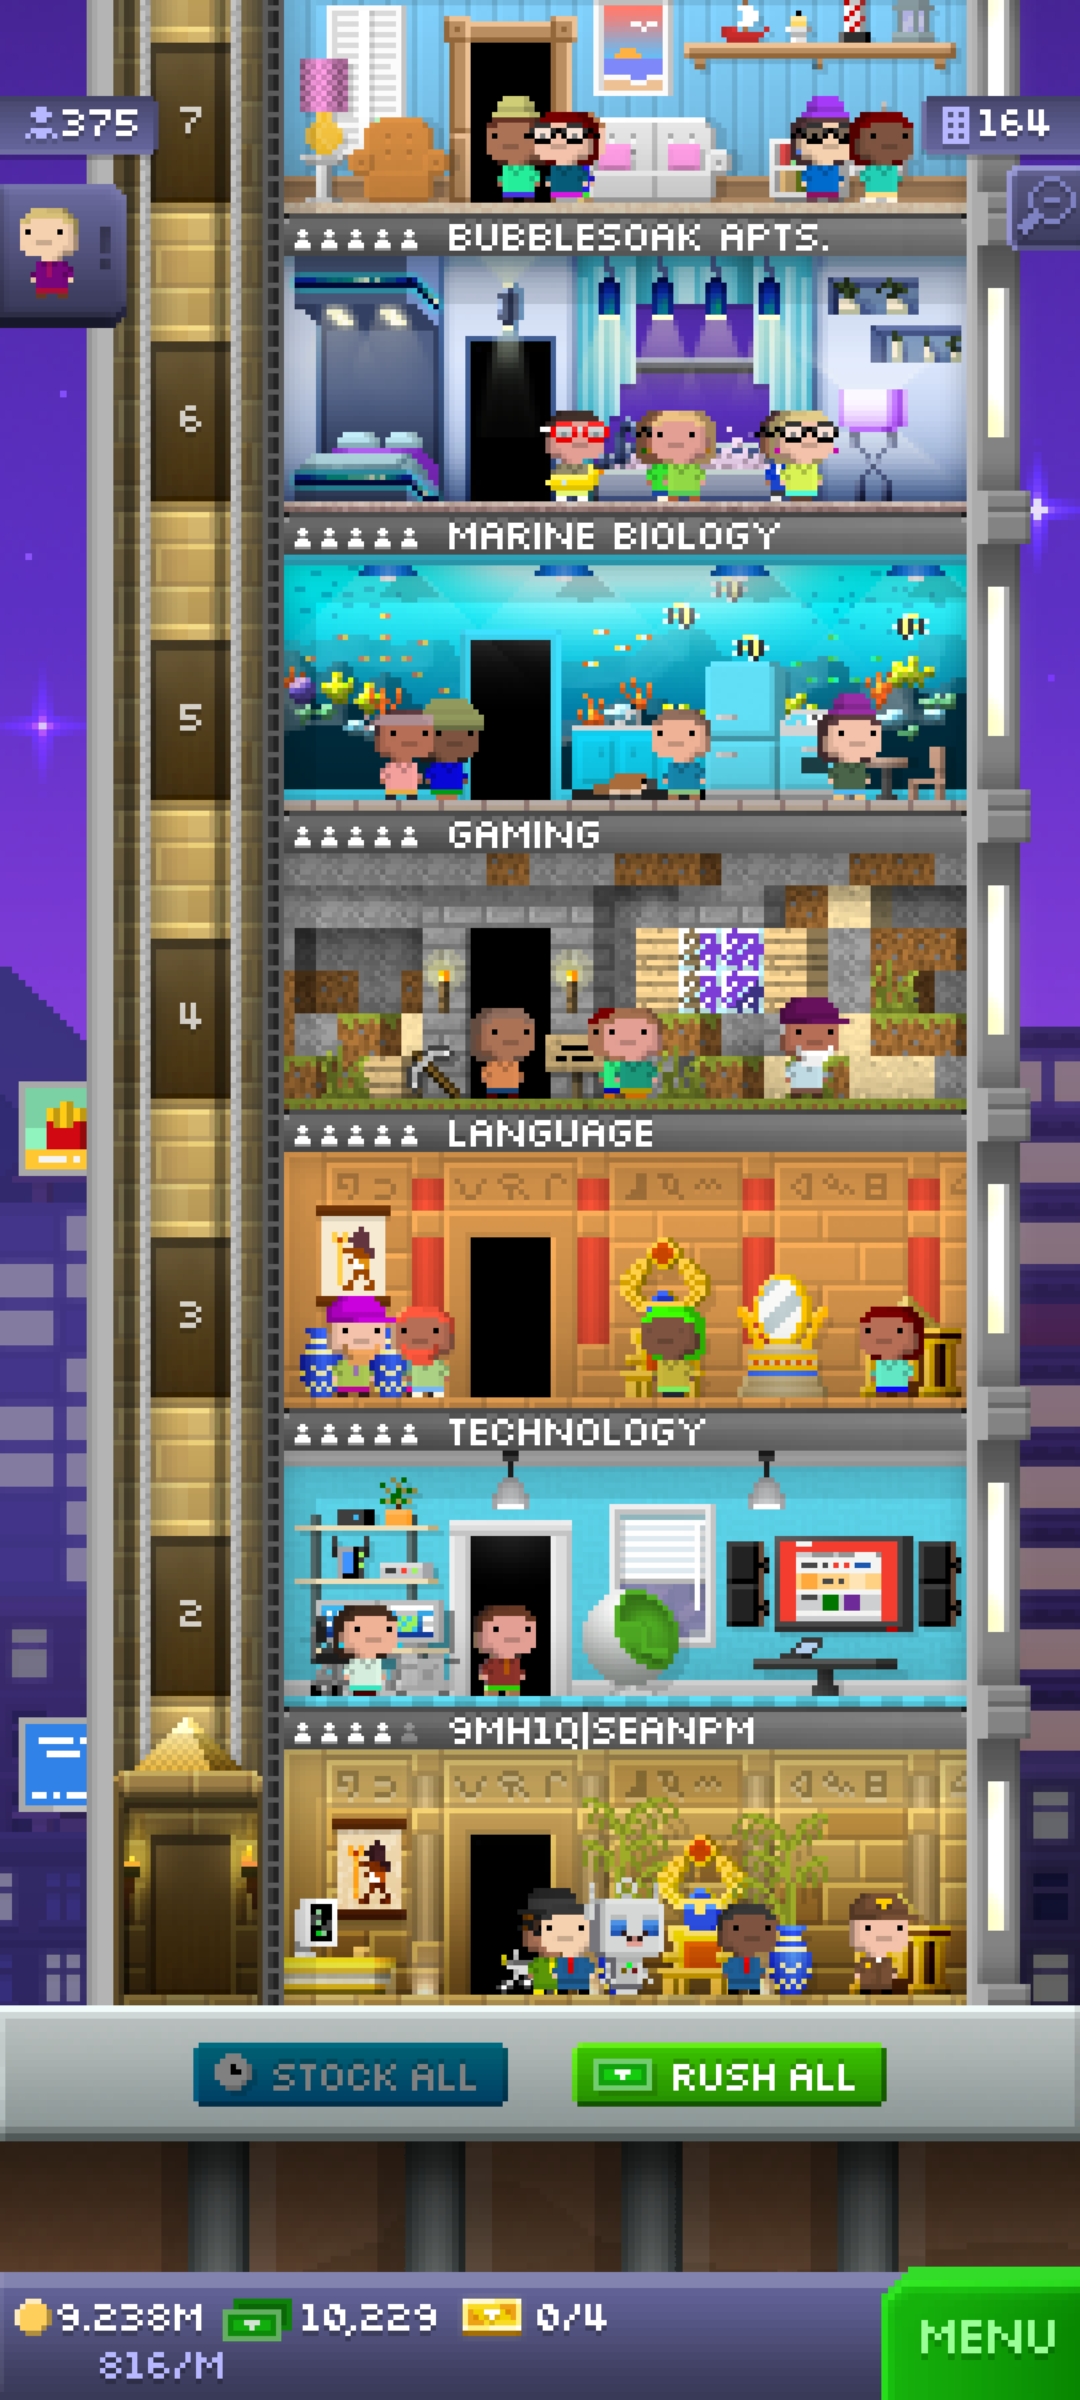 7
375
164
!
BUBBLESOAK APTS.
6
MARINE BIOLOGY
5
GAMING
4
LANGUAGE
3
TECHNOLOGY
2
9MH1Q|SEANPM
STOCK ALL
RUSH ALL
9.238M
10,229
0/4
816/M
MENU